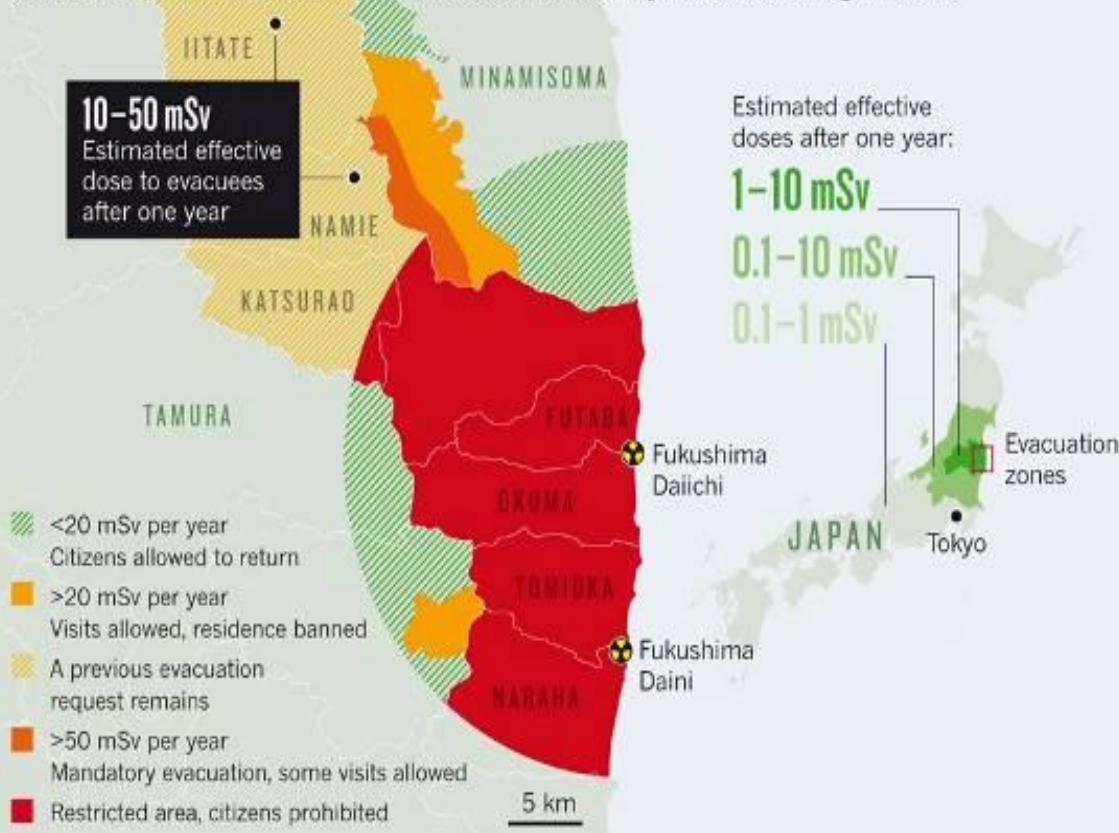 IITATE
MINAMISOMA
10–50 mSv
Estimated effective
dose to evacuees
after one year
NAMIE
KATSURAO
TAMURA
FUTABA
OKUMA
TOMIOKA
NARAHA
Fukushima
Daiichi
Fukushima
Daini
Estimated effective
doses after one year:
1–10 mSv
0.1–10 mSv
0.1–1 mSv
Evacuation
zones
JAPAN
Tokyo
<20 mSv per year
Citizens allowed to return
>20 mSv per year
Visits allowed, residence banned
A previous evacuation
request remains
>50 mSv per year
Mandatory evacuation, some visits allowed
Restricted area, citizens prohibited
5 km